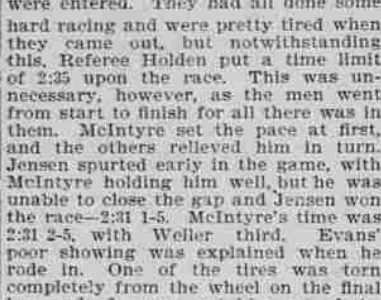 were entered. They had all done some
hard racing and were pretty tired when
they came out, but notwithstanding
this, Referee Holden put a time limit
of 2:35 upon the race. This was un-
necessary, however, as the men went
from start to finish for all there was in
them. McIntyre set the pace at first,
and the others relieved him in turn.
Jensen spurted early in the game, with
McIntyre holding him well, but he was
unable to close the gap and Jensen won
the race—2:31 1-5. McIntyre's time was
2:31 2-5, with Weiler third. Evans'
poor showing was explained when he
rode in. One of the tires was torn
completely from the wheel on the final